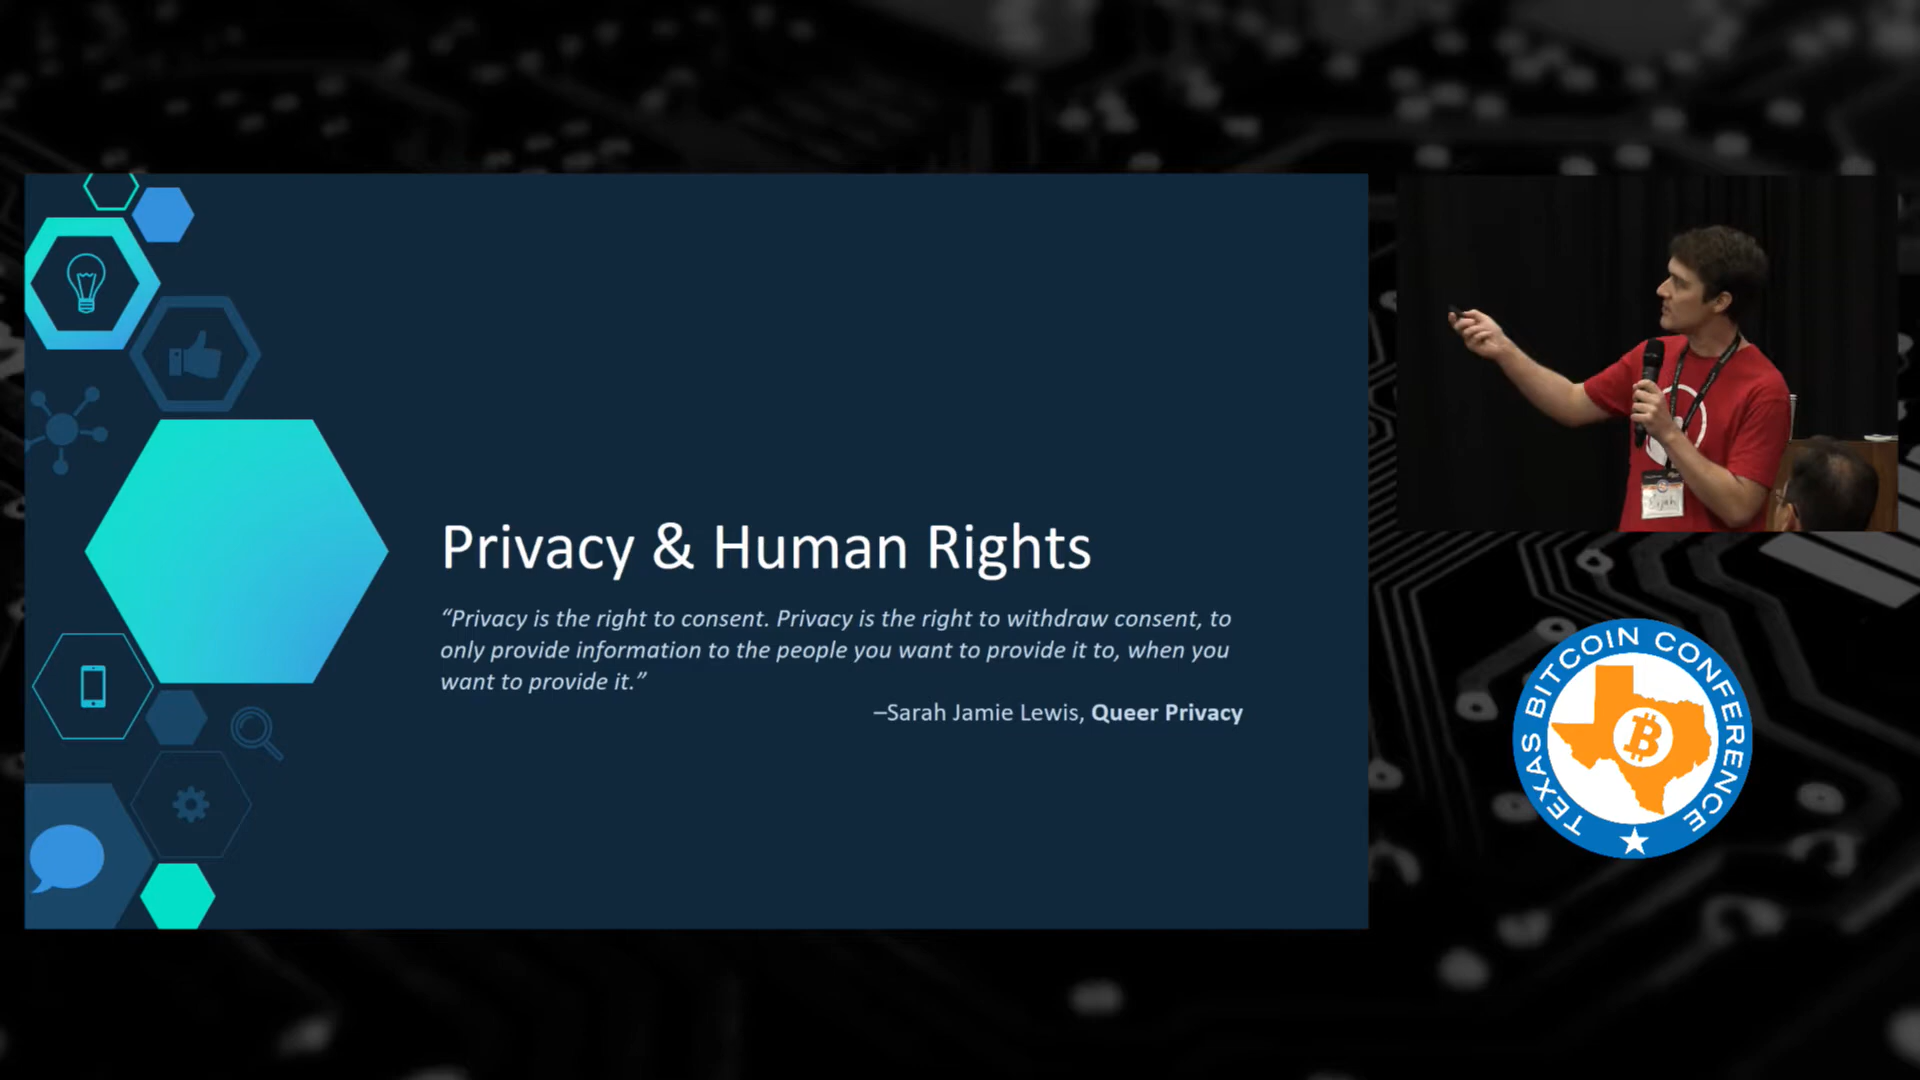 Privacy & Human Rights
“Privacy is the right to consent. Privacy is the right to withdraw consent, to
only provide information to the people you want to provide it to, when you
want to provide it.”
–Sarah Jamie Lewis, Queer Privacy
TEXAS BITCOIN CONFERENCE